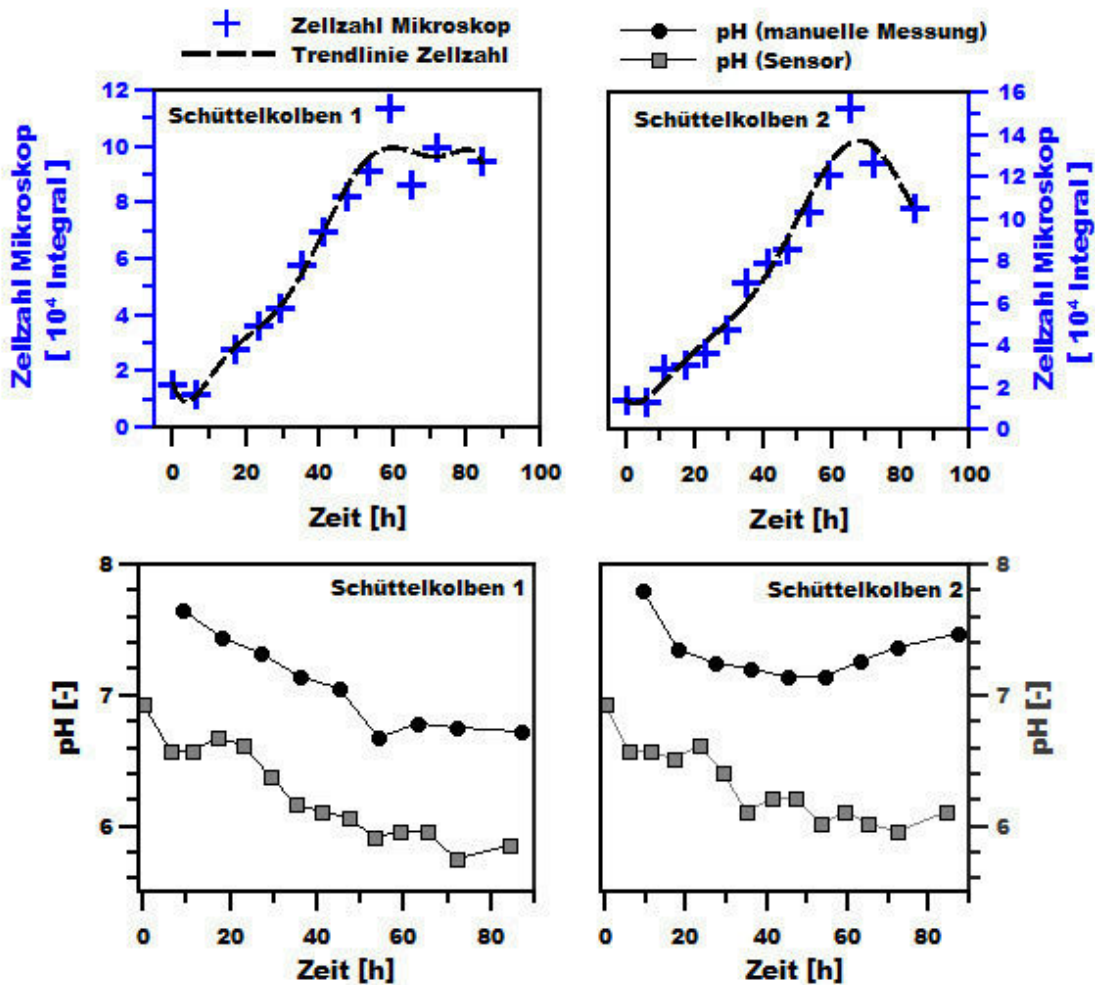 Zellzahl Mikroskop
Trendlinie Zellzahl
pH (manuelle Messung)
pH (Sensor)
Schüttelkolben 1
12
10
8
6
4
2
0
Zellzahl Mikroskop
[ 10⁴ Integral ]
0 20 40 60 80 100
Zeit [h]
Schüttelkolben 2
16
14
12
10
8
6
4
2
0
Zellzahl Mikroskop
[ 10⁴ Integral ]
0 20 40 60 80 100
Zeit [h]
Schüttelkolben 1
8
7
6
pH [-]
0 20 40 60 80
Zeit [h]
Schüttelkolben 2
8
7
6
pH [-]
0 20 40 60 80
Zeit [h]